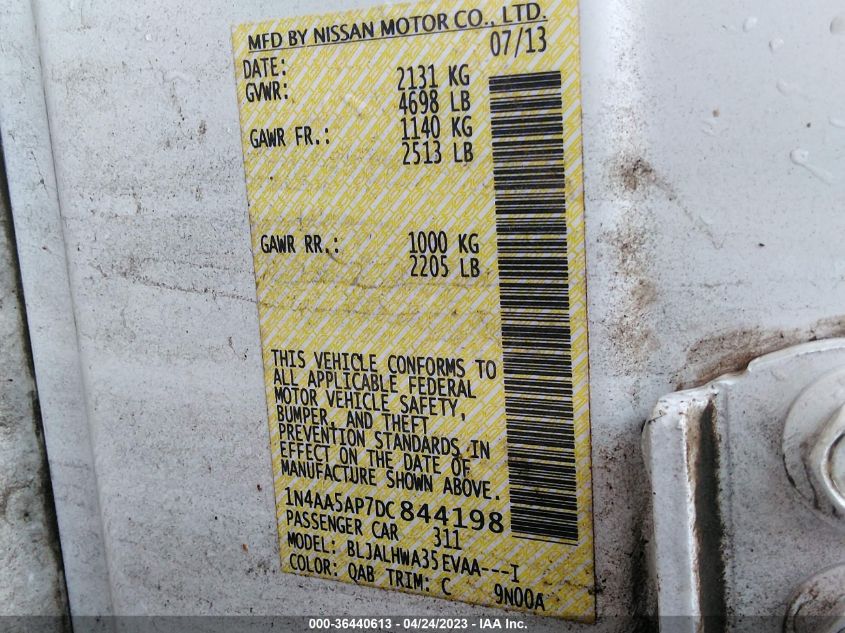 MFD BY NISSAN MOTOR CO., LTD.
DATE: 07/13
GVWR: 2131 KG
4698 LB
GAWR FR.: 1140 KG
2513 LB
GAWR RR.: 1000 KG
2205 LB
THIS VEHICLE CONFORMS TO
ALL APPLICABLE FEDERAL
MOTOR VEHICLE SAFETY,
BUMPER, AND THEFT
PREVENTION STANDARDS IN
EFFECT ON THE DATE OF
MANUFACTURE SHOWN ABOVE.
1N4AA5AP7DC844198
PASSENGER CAR 311
MODEL: BLJALHWA35EVAA---I
COLOR: QAB TRIM: C 9N00A
000-36440613 - 04/24/2023 - IAA Inc.